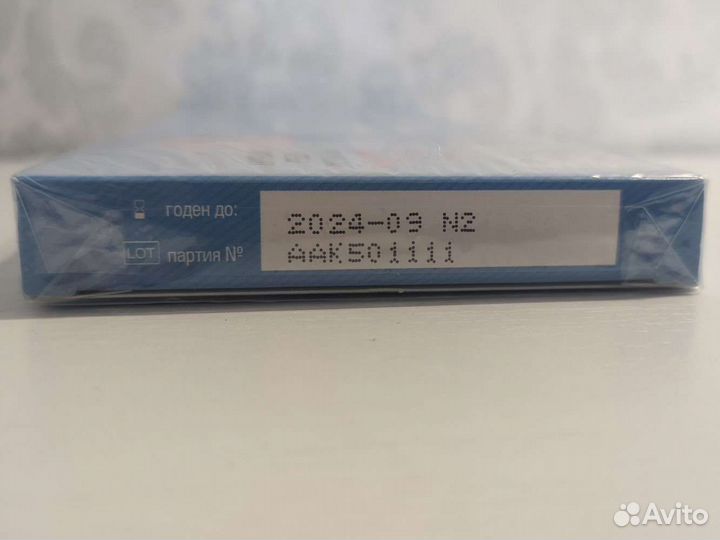 годен до: 2024-09 N2
LOT партия № AAK501111
Avito